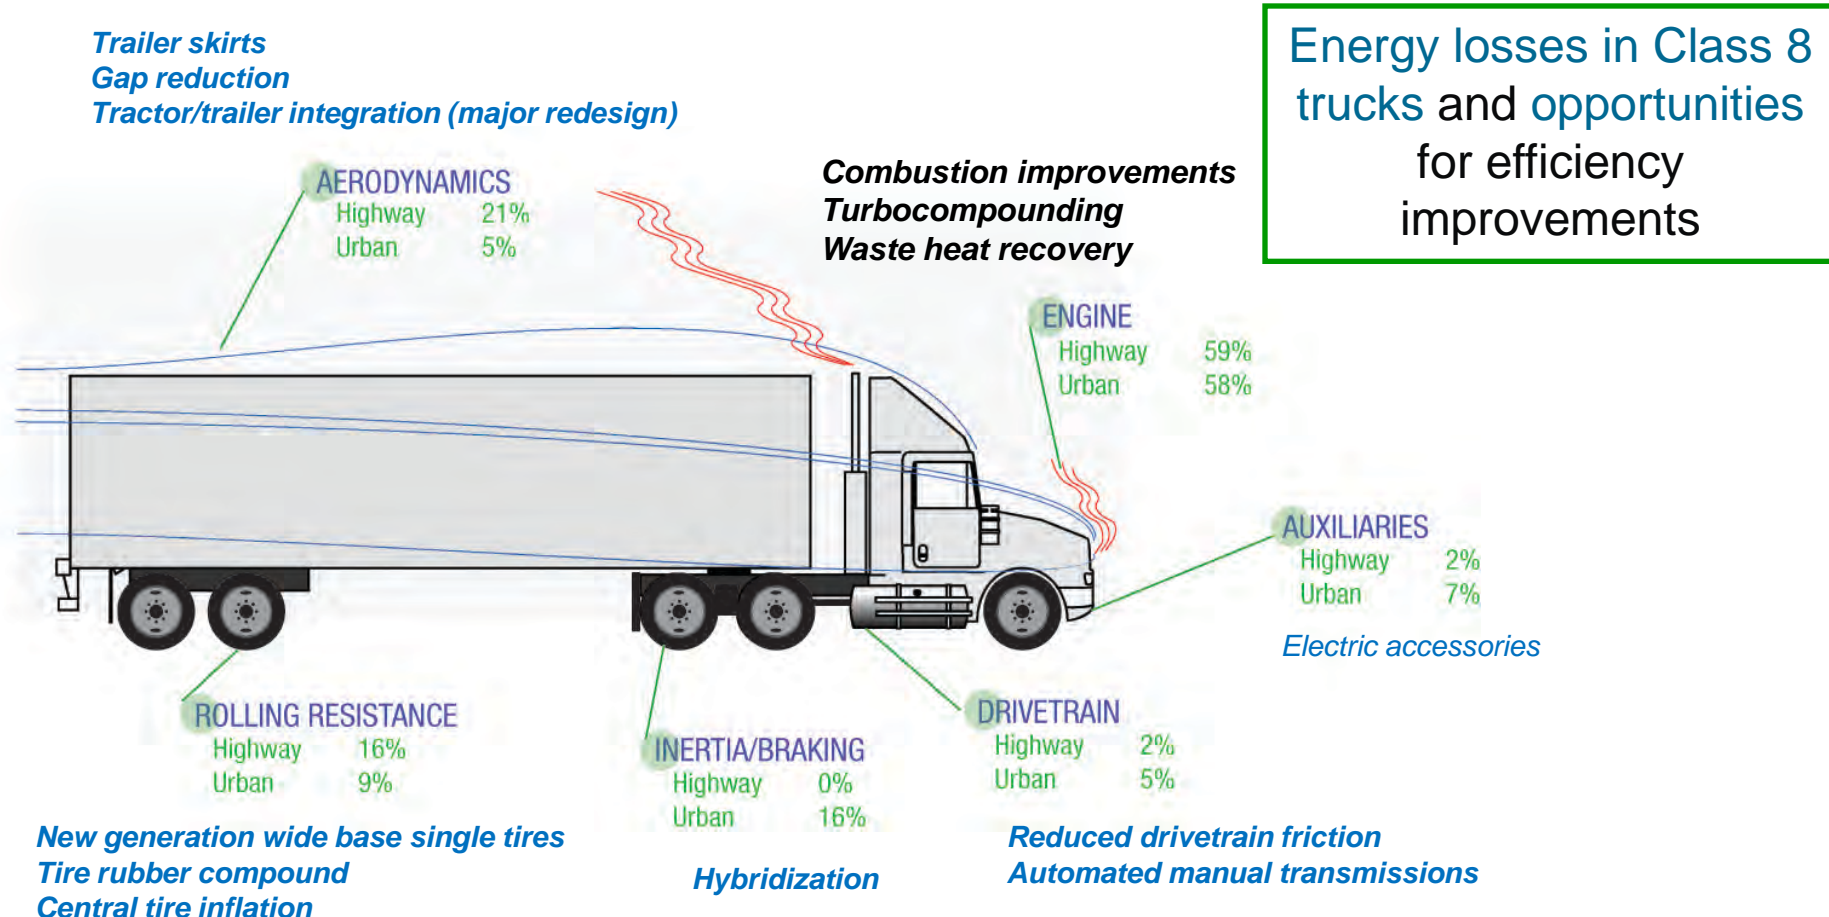 Trailer skirts
Gap reduction
Tractor/trailer integration (major redesign)
Energy losses in Class 8
trucks and opportunities
for efficiency
improvements
AERODYNAMICS
Highway 21%
Urban 5%
Combustion improvements
Turbocompounding
Waste heat recovery
ENGINE
Highway 59%
Urban 58%
AUXILIARIES
Highway 2%
Urban 7%
Electric accessories
ROLLING RESISTANCE
Highway 16%
Urban 9%
New generation wide base single tires
Tire rubber compound
Central tire inflation
INERTIA/BRAKING
Highway 0%
Urban 16%
Hybridization
DRIVETRAIN
Highway 2%
Urban 5%
Reduced drivetrain friction
Automated manual transmissions